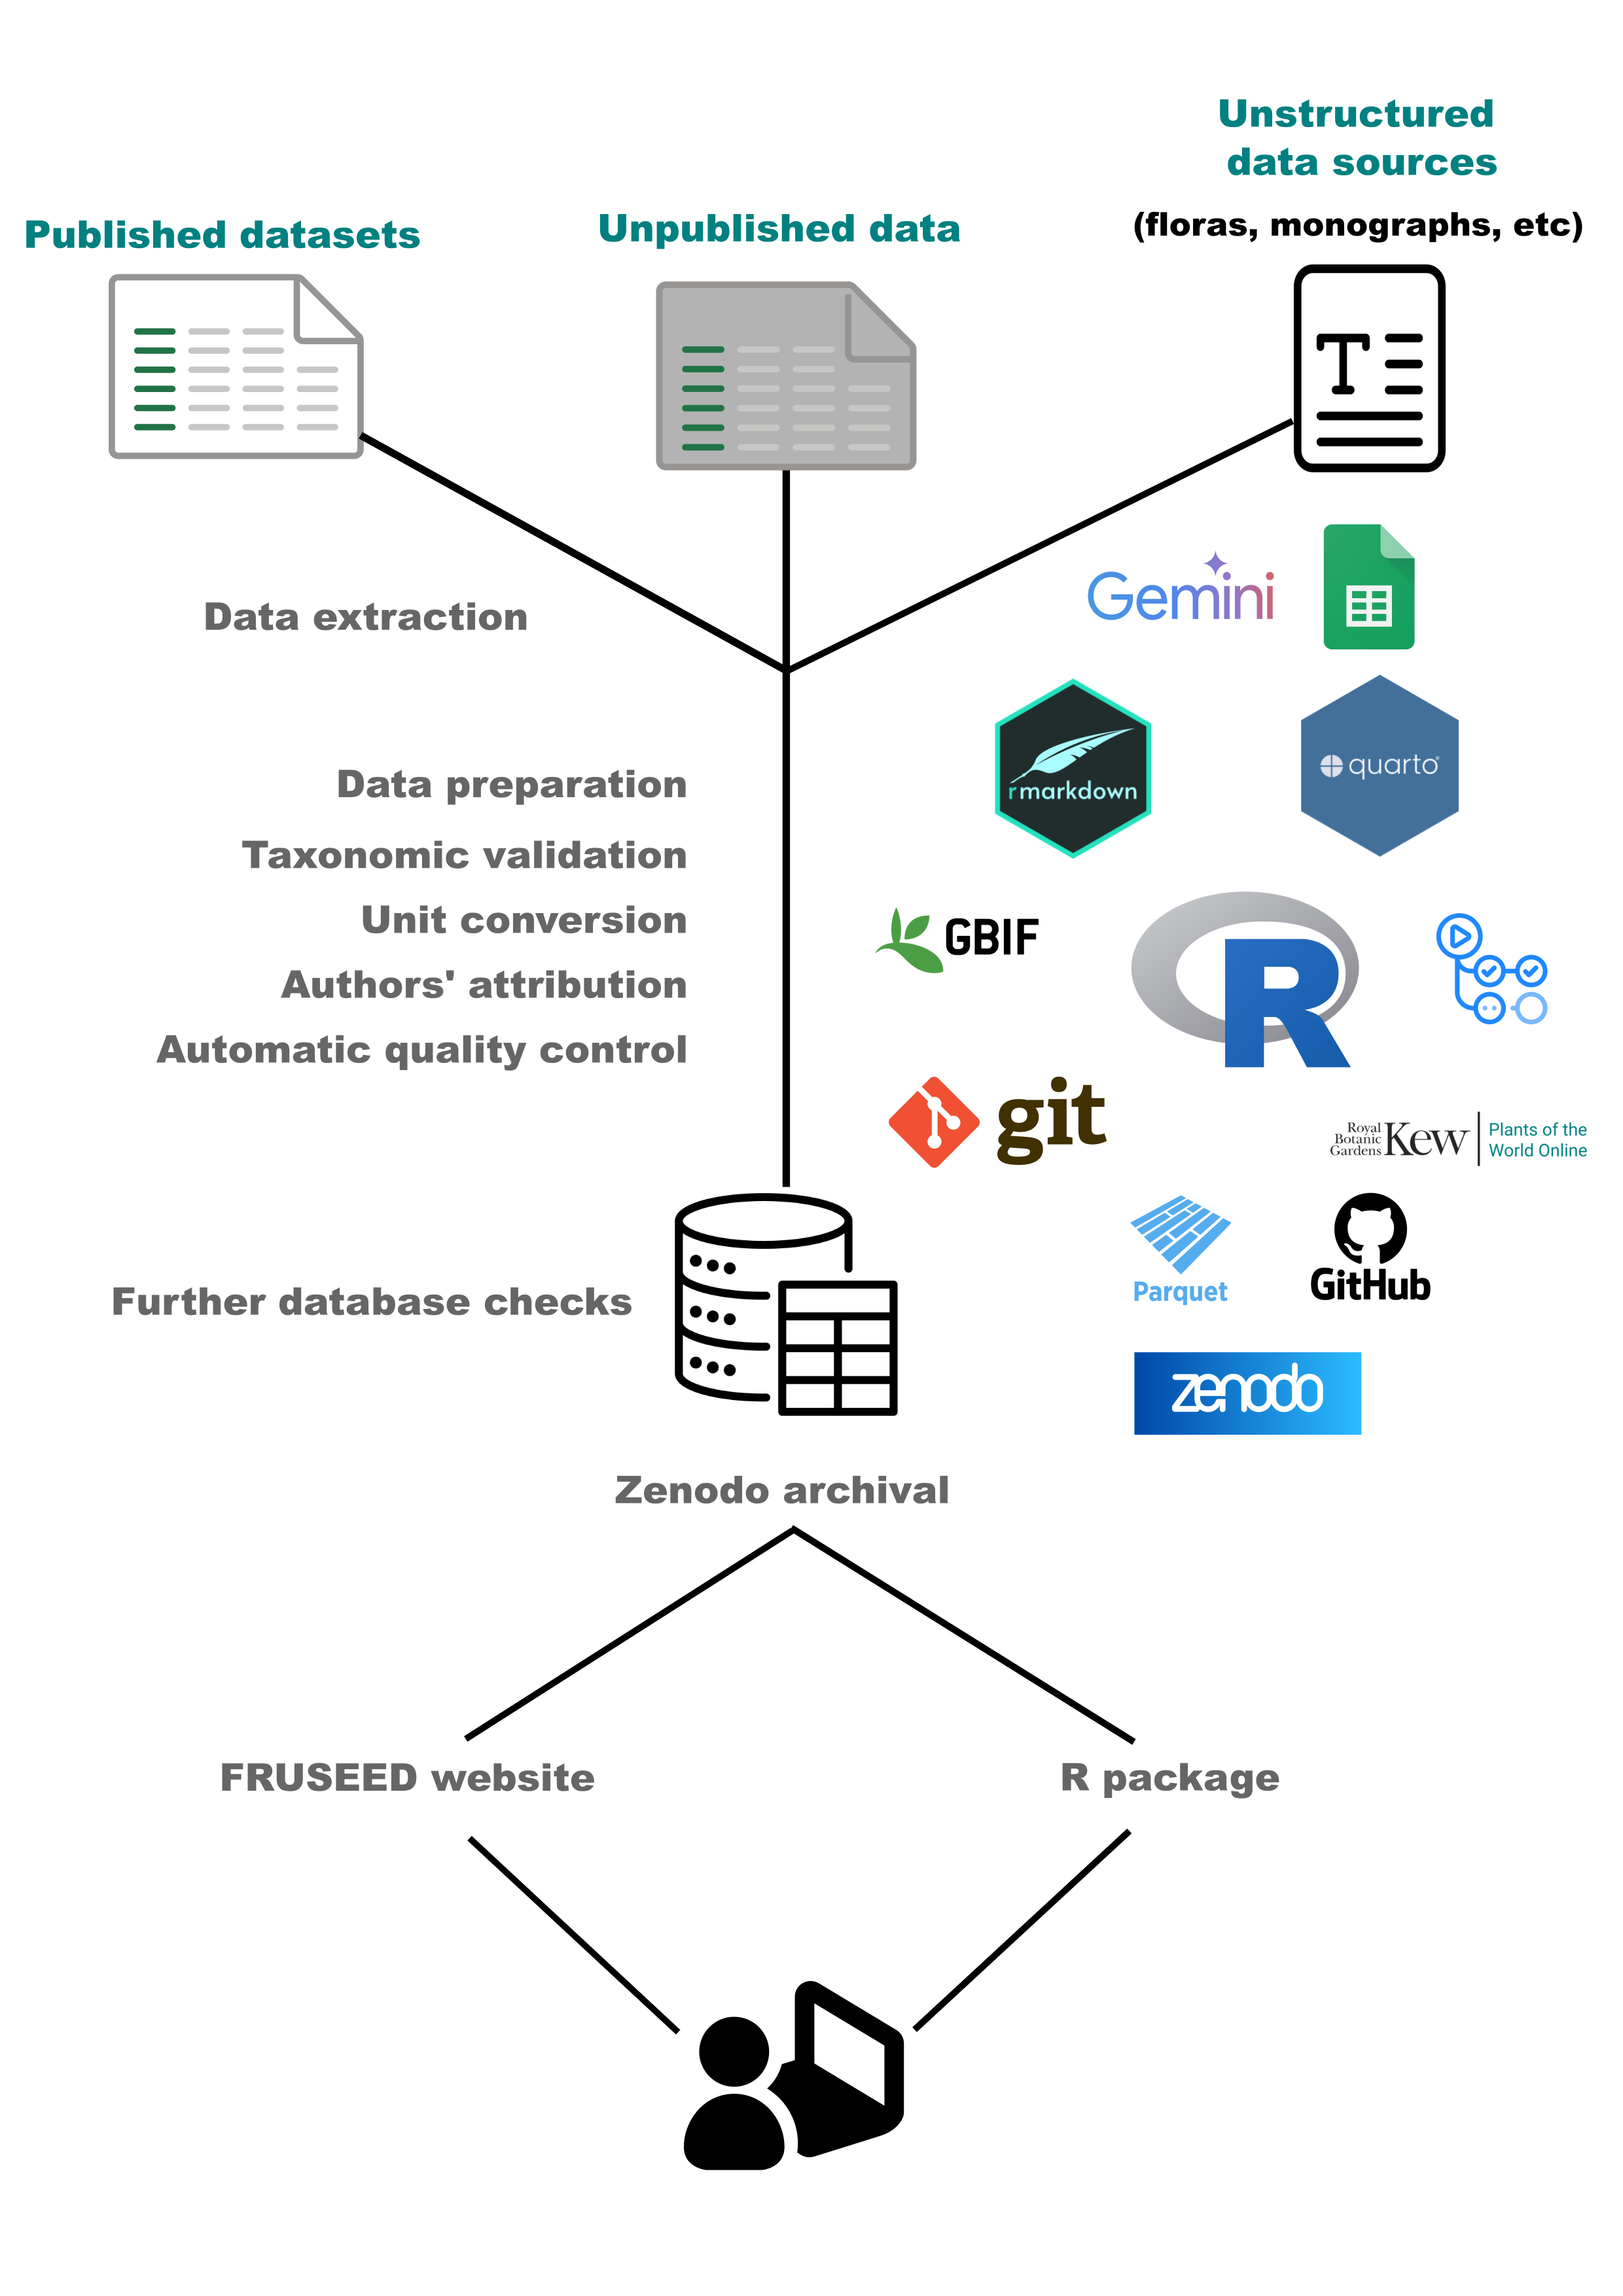 Unstructured
data sources
(floras, monographs, etc)
Published datasets
Unpublished data
T
Gemini
Data extraction
rmarkdown
quarto
Data preparation
Taxonomic validation
Unit conversion
Authors' attribution
Automatic quality control
GBIF
R
git
Royal
Botanic
Gardens
Kew
Plants of the
World Online
Parquet
GitHub
Further database checks
zenodo
Zenodo archival
FRUSEED website
R package